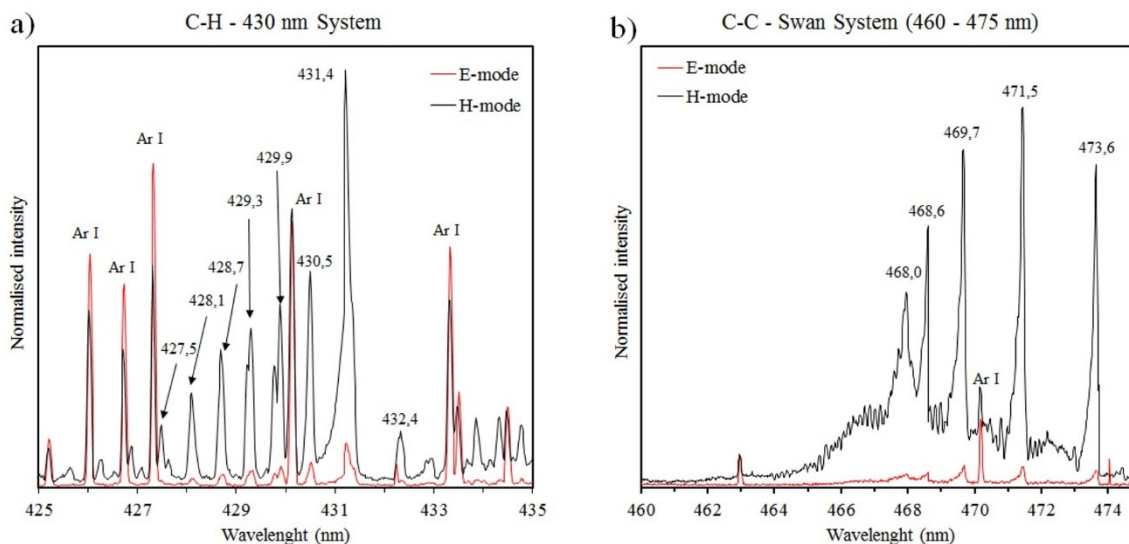 a)
C-H - 430 nm System
E-mode
H-mode
431,4
Ar I
429,9
Ar I
429,3
Ar I
Ar I
428,7
430,5
Ar I
428,1
427,5
432,4
Normalised intensity
425 427 429 431 433 435
Wavelenght (nm)
b)
C-C - Swan System (460 - 475 nm)
E-mode
H-mode
471,5
469,7
473,6
468,6
468,0
Ar I
Normalised intensity
460 462 464 466 468 470 472 474
Wavelenght (nm)